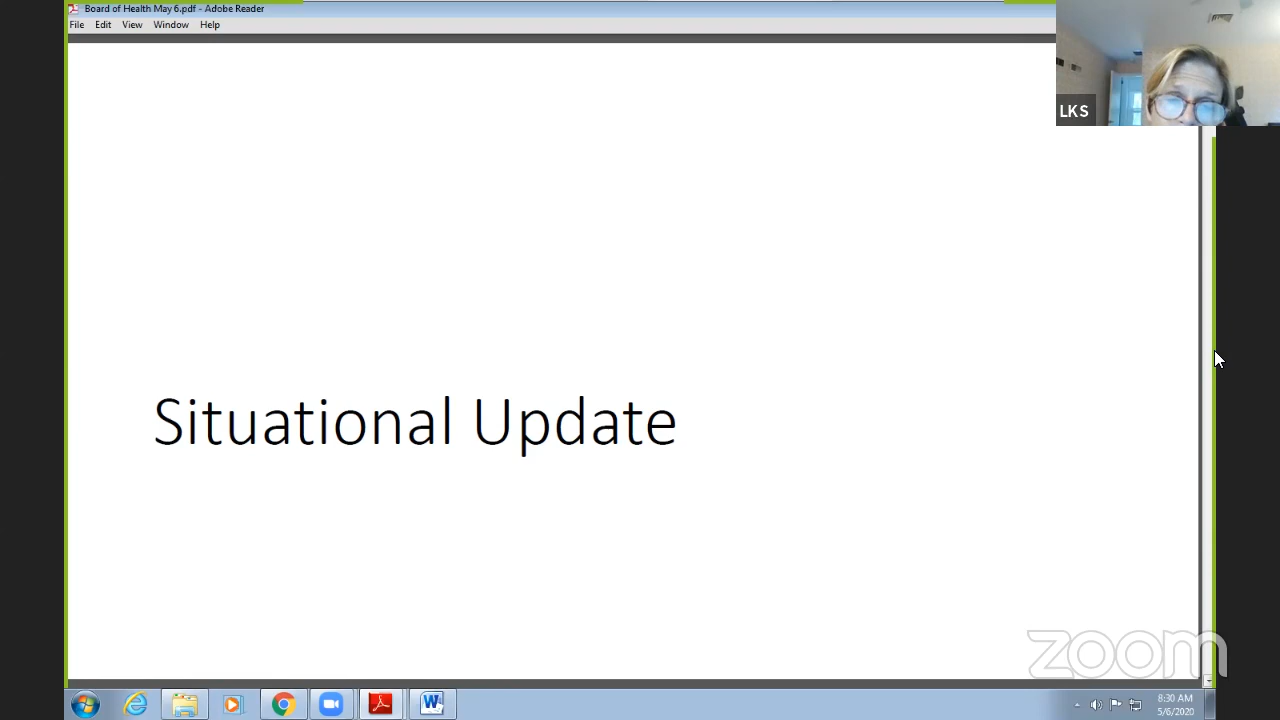 Board of Health May 6.pdf - Adobe Reader
File Edit View Window Help
LKS
Situational Update
zoom
8:30 AM
5/6/2020